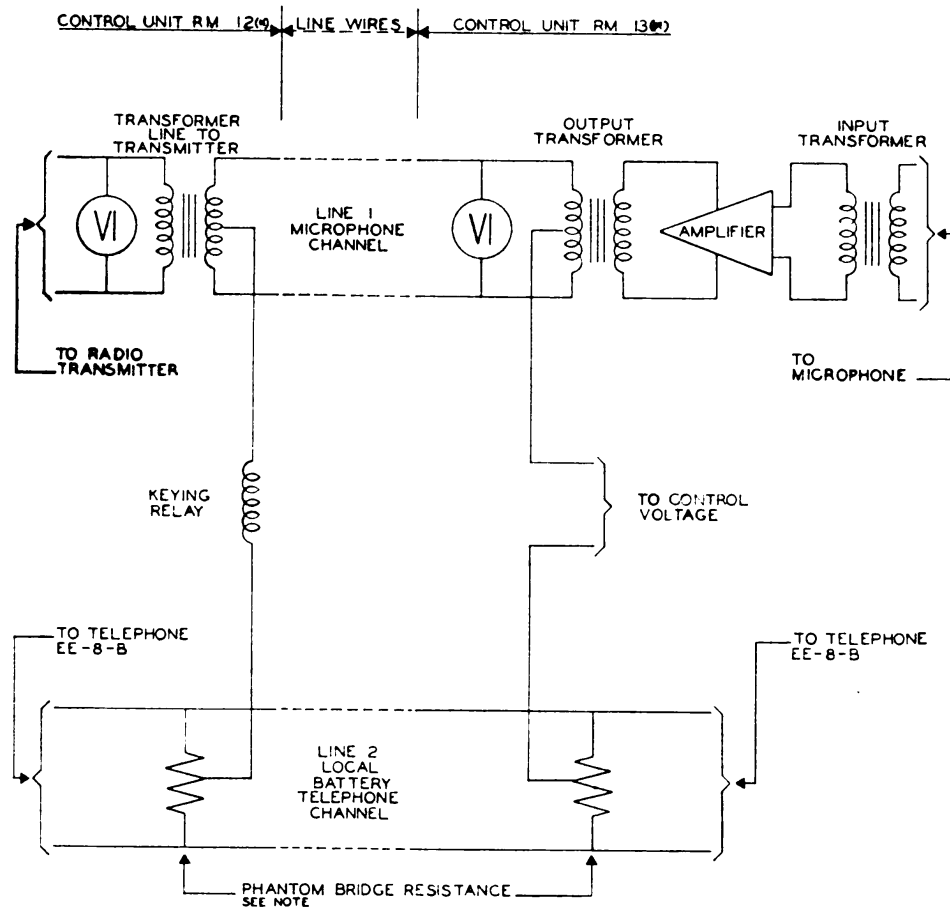 CONTROL UNIT RM 12(*)
LINE WIRES
CONTROL UNIT RM 13(*)
TRANSFORMER
LINE TO
TRANSMITTER
OUTPUT
TRANSFORMER
INPUT
TRANSFORMER
VI
LINE 1
MICROPHONE
CHANNEL
VI
AMPLIFIER
TO RADIO
TRANSMITTER
TO
MICROPHONE
KEYING
RELAY
TO CONTROL
VOLTAGE
TO TELEPHONE
EE-8-B
TO TELEPHONE
EE-8-B
LINE 2
LOCAL
BATTERY
TELEPHONE
CHANNEL
PHANTOM BRIDGE RESISTANCE
SEE NOTE